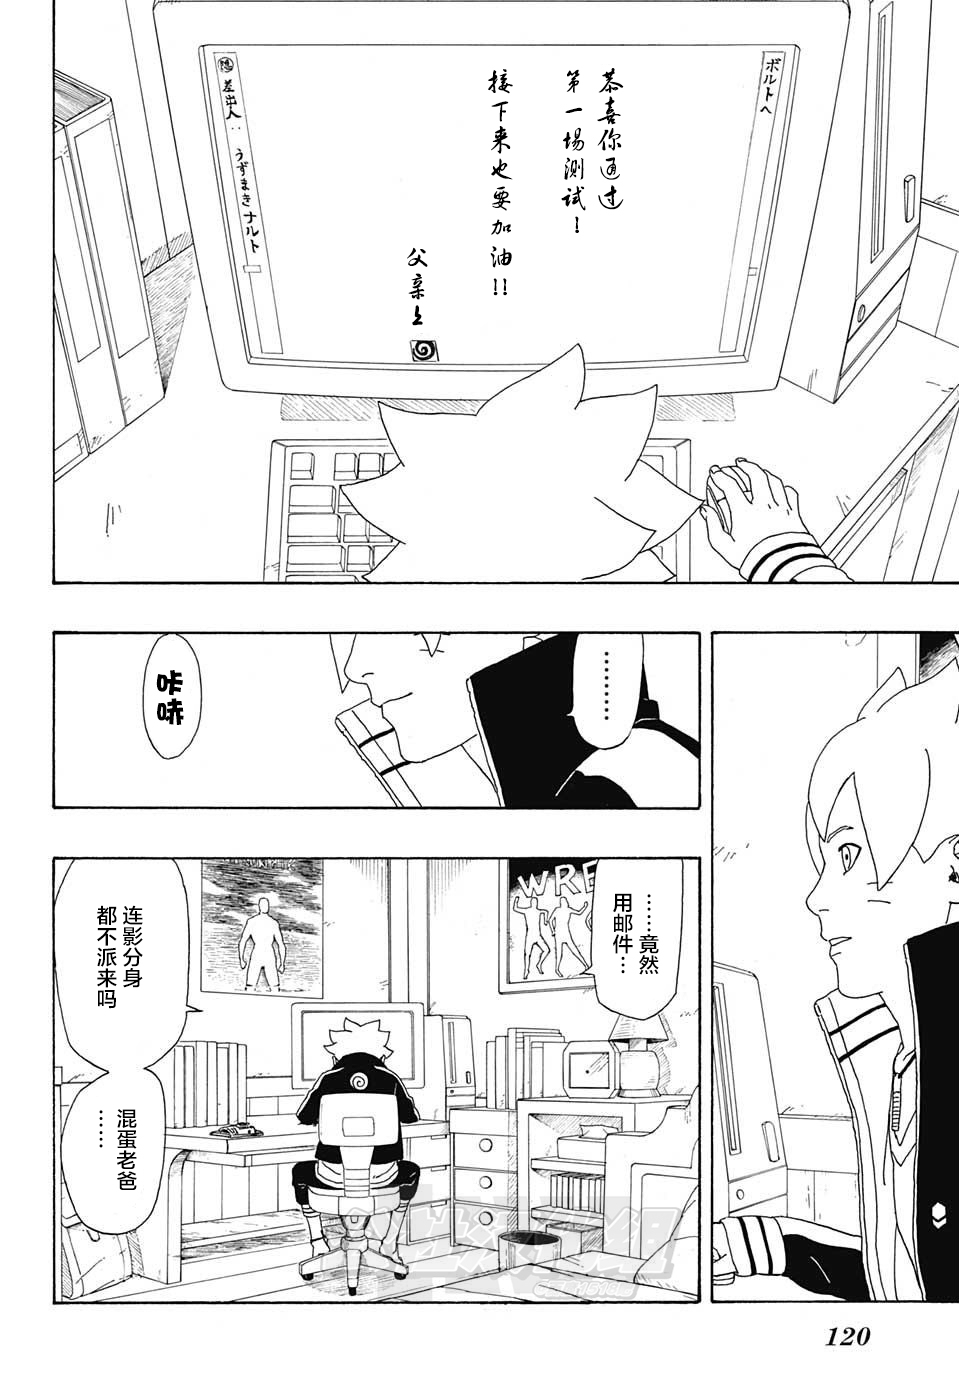 ボルトへ
恭喜你通过
第一場测试！
接下来也要加油!!
父亲上
差出人：うずまきナルト
………
咔哧
……竟然
用邮件…
WRE
连影分身
都不派来吗
混蛋老爸
……
120